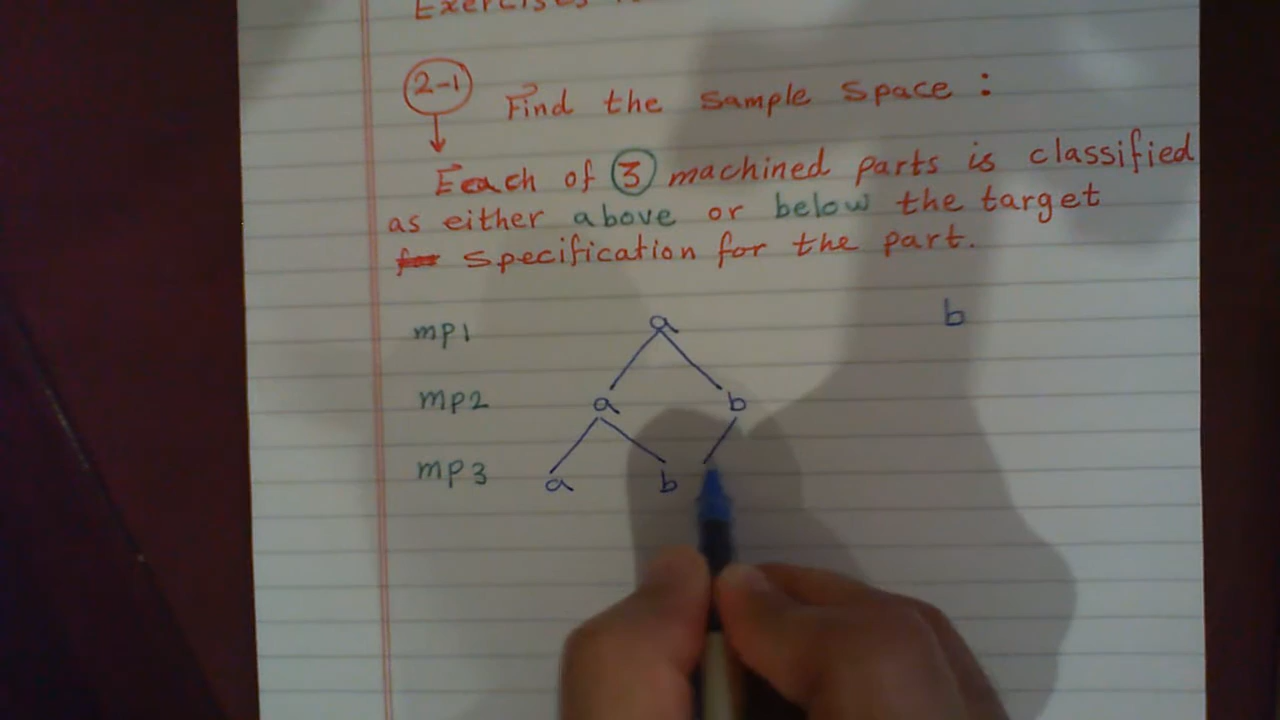 Exercises
2-1 Find the sample space :
Each of 3 machined parts is classified
as either above or below the target
specification for the part.
mp1 a b
mp2 a b
mp3 a b